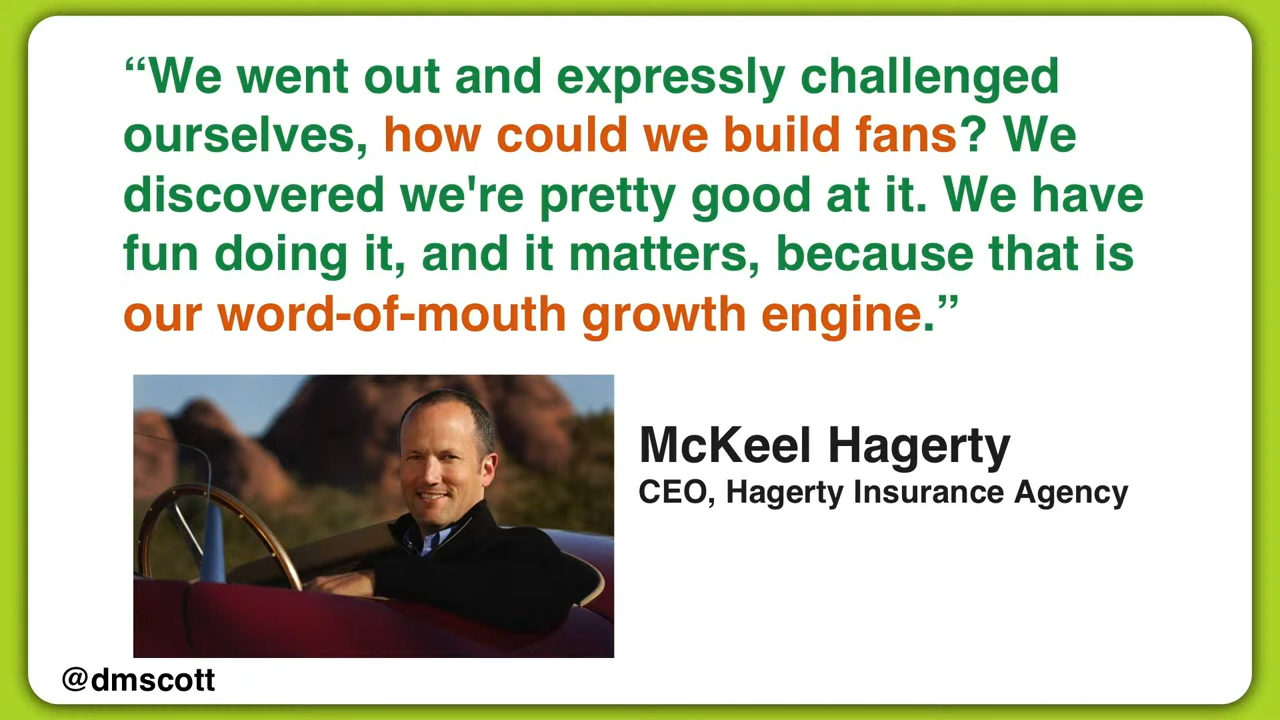 “We went out and expressly challenged
ourselves, how could we build fans? We
discovered we're pretty good at it. We have
fun doing it, and it matters, because that is
our word-of-mouth growth engine.”
McKeel Hagerty
CEO, Hagerty Insurance Agency
@dmscott